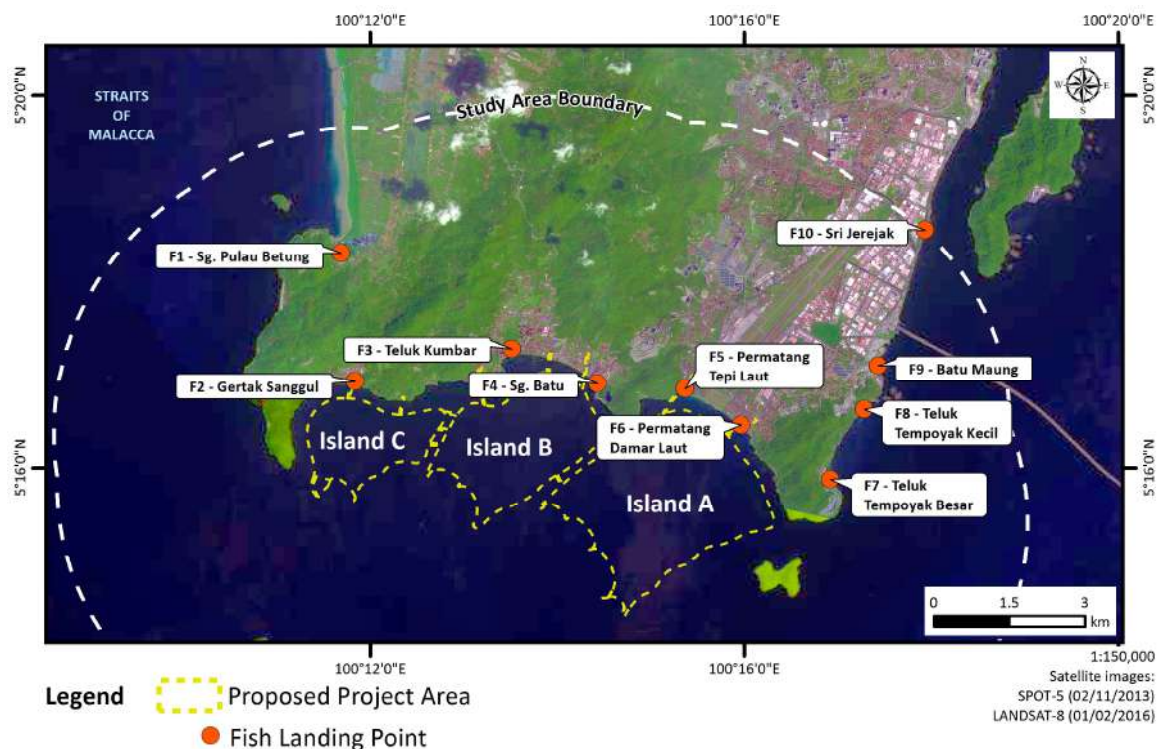 100°12'0"E
100°16'0"E
100°20'0"E
5°20'0"N
5°20'0"N
STRAITS
OF
MALACCA
Study Area Boundary
N
W E
S
F10 - Sri Jerejak
F1 - Sg. Pulau Betung
F3 - Teluk Kumbar
F5 - Permatang
Tepi Laut
F2 - Gertak Sanggul
F4 - Sg. Batu
F9 - Batu Maung
F6 - Permatang
Damar Laut
F8 - Teluk
Tempoyak Kecil
Island C
Island B
Island A
5°16'0"N
5°16'0"N
F7 - Teluk
Tempoyak Besar
0 1.5 3
km
100°12'0"E
100°16'0"E
1:150,000
Satellite images:
SPOT-5 (02/11/2013)
LANDSAT-8 (01/02/2016)
Legend
Proposed Project Area
Fish Landing Point